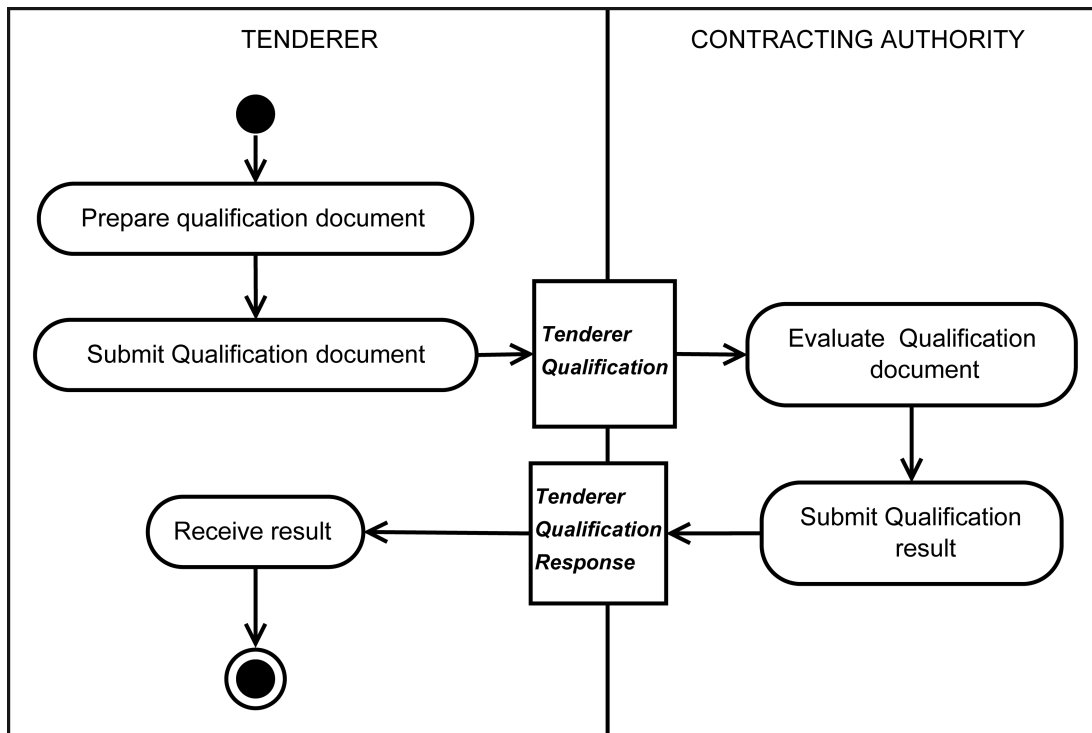 TENDERER
CONTRACTING AUTHORITY
Prepare qualification document
Submit Qualification document
Tenderer
Qualification
Evaluate Qualification
document
Receive result
Tenderer
Qualification
Response
Submit Qualification
result